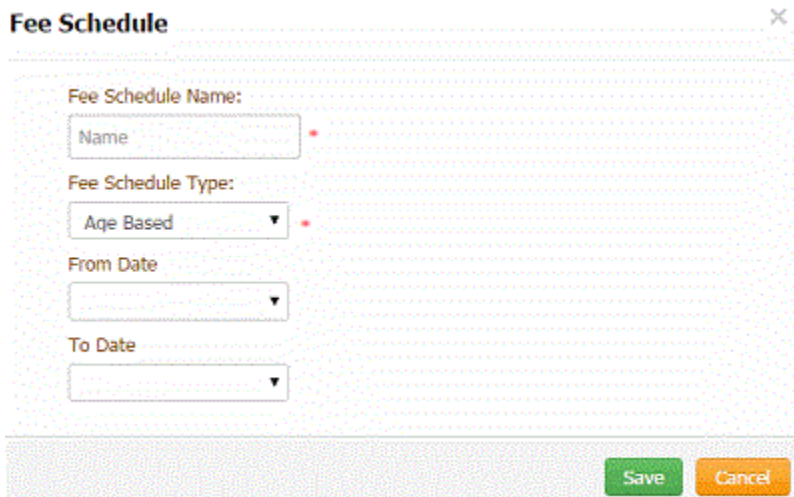 Fee Schedule
Fee Schedule Name:
Name *
Fee Schedule Type:
Age Based *
From Date
To Date
Save Cancel